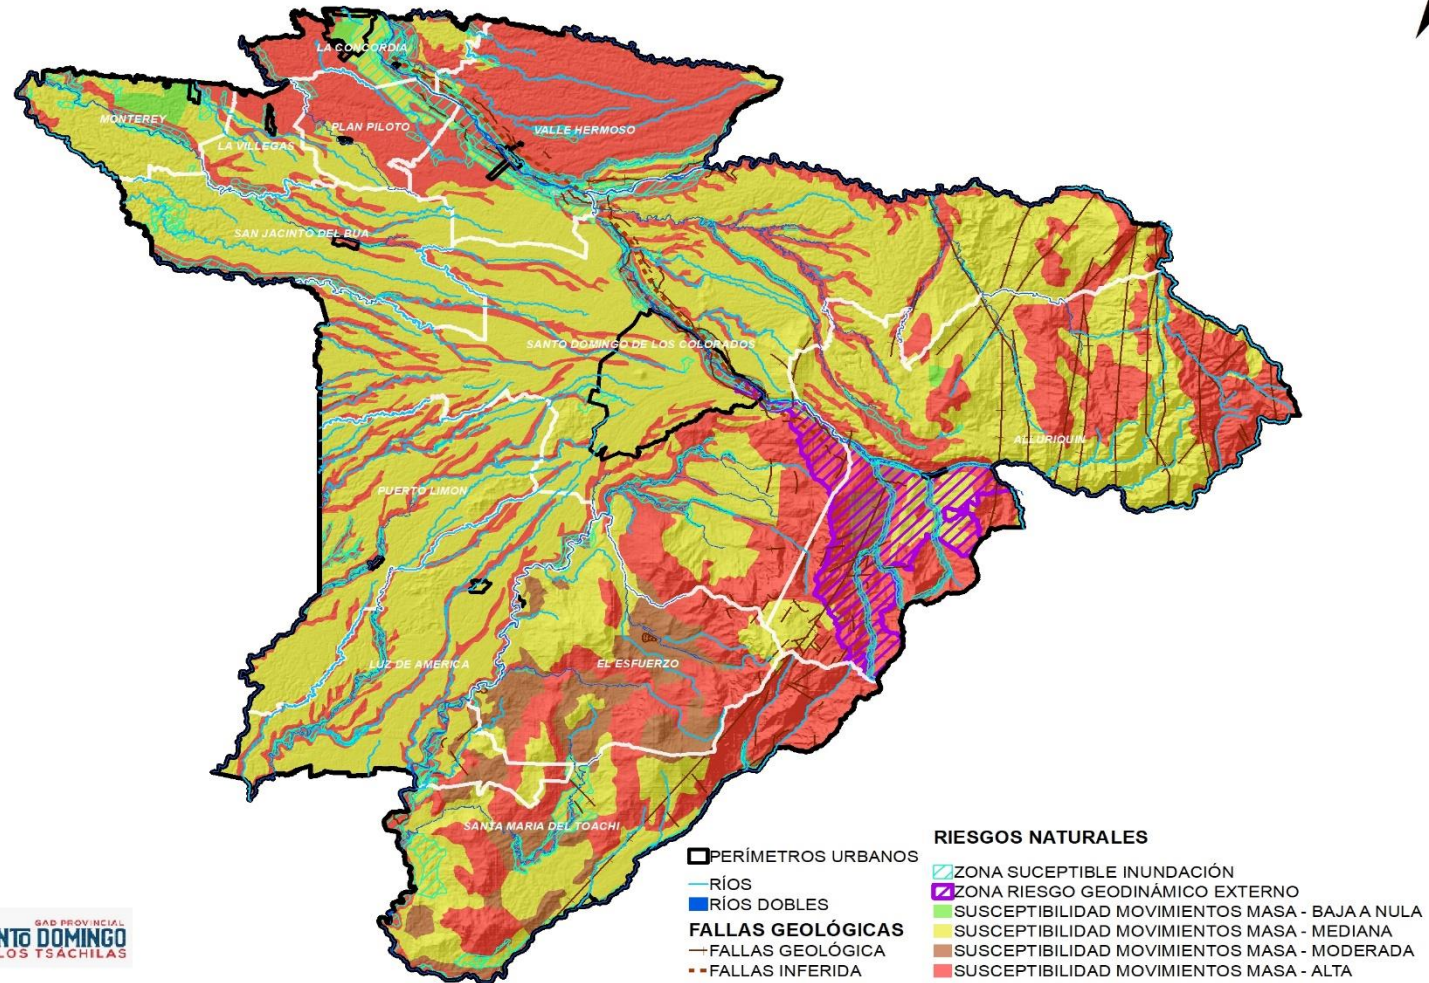 LA CONCORDIA
MONTEREY
PLAN PILOTO
VALLE HERMOSO
LA VILLEGAS
SAN JACINTO DEL BUA
SANTO DOMINGO DE LOS COLORADOS
ALLURIQUIN
PUERTO LIMON
LUZ DE AMERICA
EL ESFUERZO
SANTA MARIA DEL TOACHI
PERÍMETROS URBANOS
RÍOS
RÍOS DOBLES
FALLAS GEOLÓGICAS
FALLAS GEOLÓGICA
FALLAS INFERIDA
RIESGOS NATURALES
ZONA SUCEPTIBLE INUNDACIÓN
ZONA RIESGO GEODINÁMICO EXTERNO
SUSCEPTIBILIDAD MOVIMIENTOS MASA - BAJA A NULA
SUSCEPTIBILIDAD MOVIMIENTOS MASA - MEDIANA
SUSCEPTIBILIDAD MOVIMIENTOS MASA - MODERADA
SUSCEPTIBILIDAD MOVIMIENTOS MASA - ALTA
GAD PROVINCIAL
NTO DOMINGO
LOS TSÁCHILAS